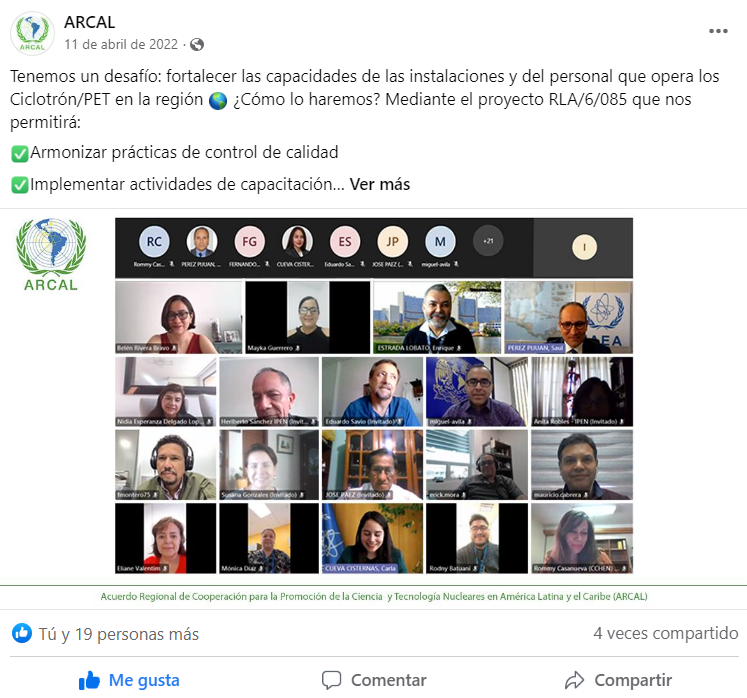 ARCAL
11 de abril de 2022 ·
Tenemos un desafío: fortalecer las capacidades de las instalaciones y del personal que opera los
Ciclotrón/PET en la región 🌎 ¿Cómo lo haremos? Mediante el proyecto RLA/6/085 que nos
permitirá:
✅Armonizar prácticas de control de calidad
✅Implementar actividades de capacitación... Ver más
ARCAL
RC FG ES JP M +21 I
Rommy Cas... PEREZ PIJUAN, ... FERNANDO... CUEVA CISTER... Eduardo Sa... JOSE PAEZ (... miguel-avila
Belén Rivera Bravo Mayka Guerrero ESTRADA LOBATO, Enrique PEREZ PIJUAN, Saul
Nidia Esperanza Delgado Lop... Heriberto Sánchez IPEN (Invit... Eduardo Savio (Invitado) miguel-avila Anita Robles - IPEN (Invitado)
fmontero75 Susana Gonzales (Invitado) JOSE PAEZ (Invitado) erick.mora mauricio.cabrera
Eliane Valentim Mónica Díaz CUEVA CISTERNAS, Carla Rodny Batuani Rommy Casanueva (CCHEN) ...
Acuerdo Regional de Cooperación para la Promoción de la Ciencia y Tecnología Nucleares en América Latina y el Caribe (ARCAL)
Tú y 19 personas más 4 veces compartido
Me gusta Comentar Compartir